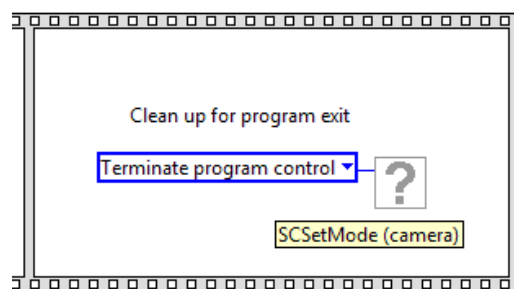 Clean up for program exit
Terminate program control
?
SCSetMode (camera)